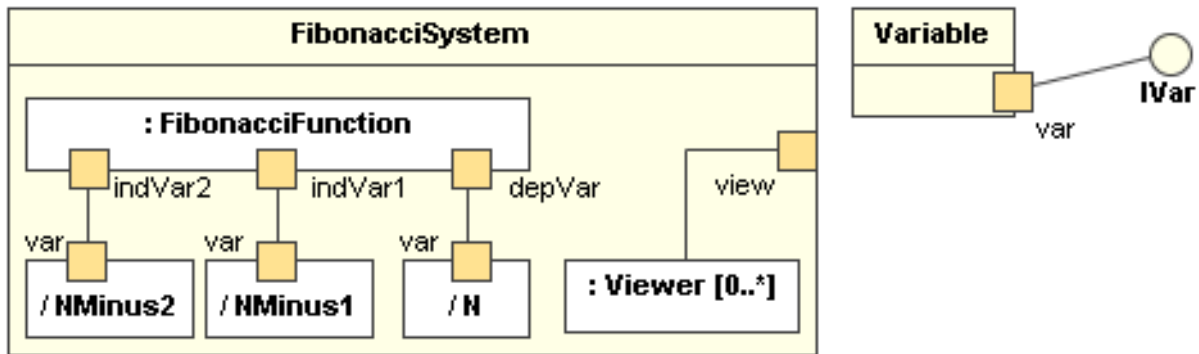 FibonacciSystem
: FibonacciFunction
indVar2
indVar1
depVar
view
var
var
var
/ NMinus2
/ NMinus1
/ N
: Viewer [0..*]
Variable
IVar
var